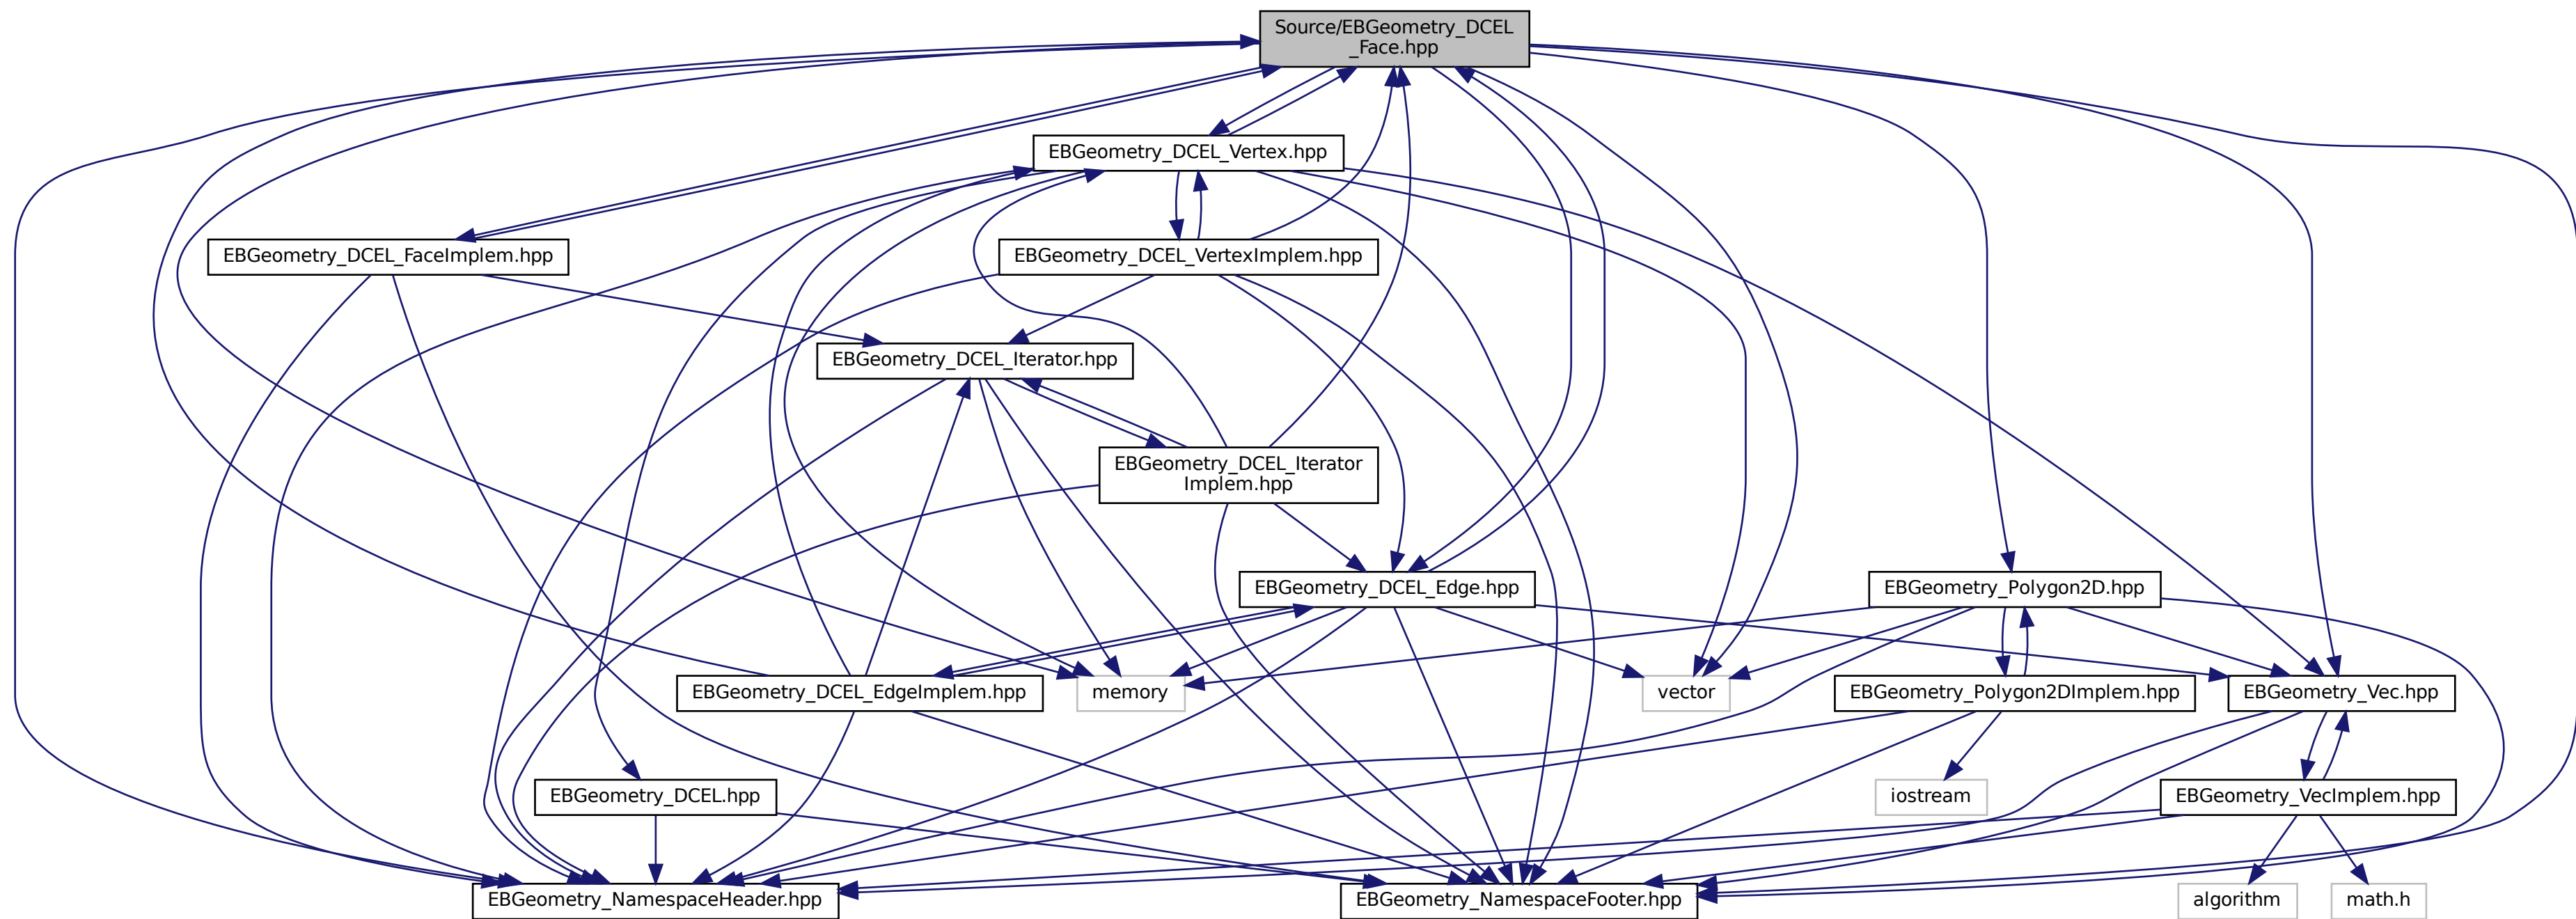 Source/EBGeometry_DCEL
_Face.hpp
EBGeometry_DCEL_Vertex.hpp
EBGeometry_DCEL_FaceImplem.hpp
EBGeometry_DCEL_VertexImplem.hpp
EBGeometry_DCEL_Iterator.hpp
EBGeometry_DCEL_Iterator
Implem.hpp
EBGeometry_DCEL_Edge.hpp
EBGeometry_Polygon2D.hpp
EBGeometry_DCEL_EdgeImplem.hpp
memory
vector
EBGeometry_Polygon2DImplem.hpp
EBGeometry_Vec.hpp
EBGeometry_DCEL.hpp
iostream
EBGeometry_VecImplem.hpp
EBGeometry_NamespaceHeader.hpp
EBGeometry_NamespaceFooter.hpp
algorithm
math.h